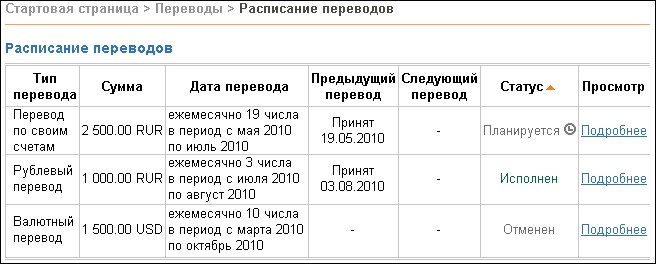 Стартовая страница > Переводы > Расписание переводов
Расписание переводов
Тип перевода Сумма Дата перевода Предыдущий перевод Следующий перевод Статус Просмотр
Перевод по своим счетам 2 500.00 RUR ежемесячно 19 числа в период с мая 2010 по июль 2010 Принят 19.05.2010 - Планируется Подробнее
Рублевый перевод 1 000.00 RUR ежемесячно 3 числа в период с июля 2010 по август 2010 Принят 03.08.2010 - Исполнен Подробнее
Валютный перевод 1 500.00 USD ежемесячно 10 числа в период с марта 2010 по октябрь 2010 - - Отменен Подробнее